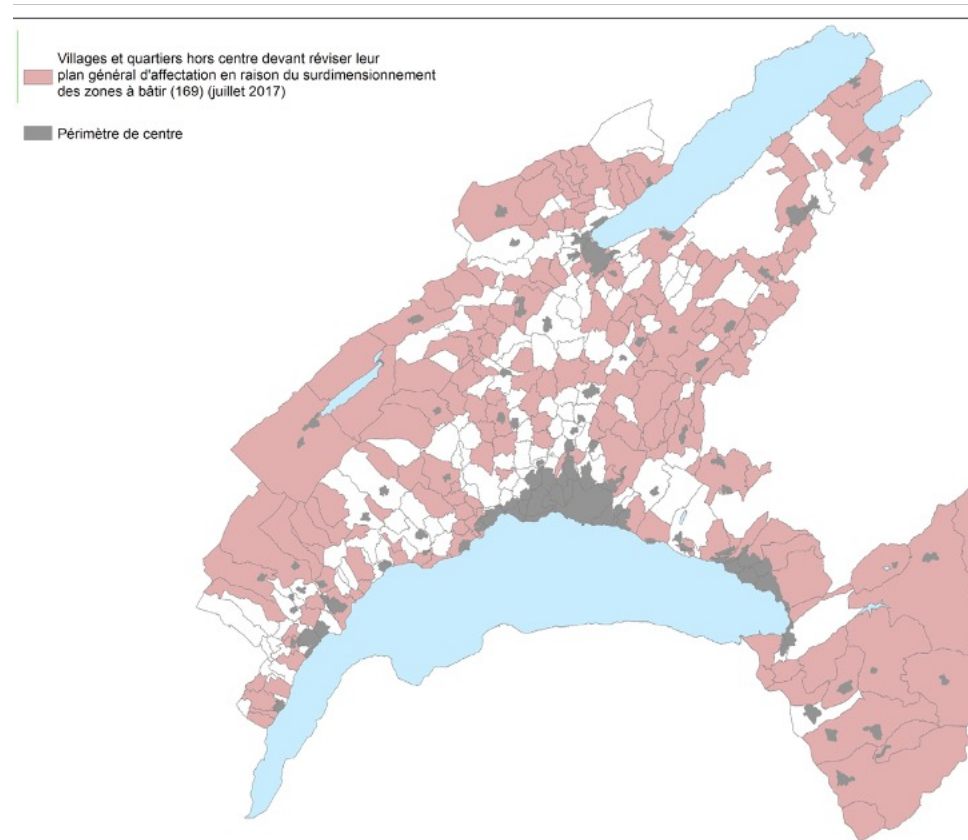 Villages et quartiers hors centre devant réviser leur
plan général d'affectation en raison du surdimensionnement
des zones à bâtir (169) (juillet 2017)
Périmètre de centre